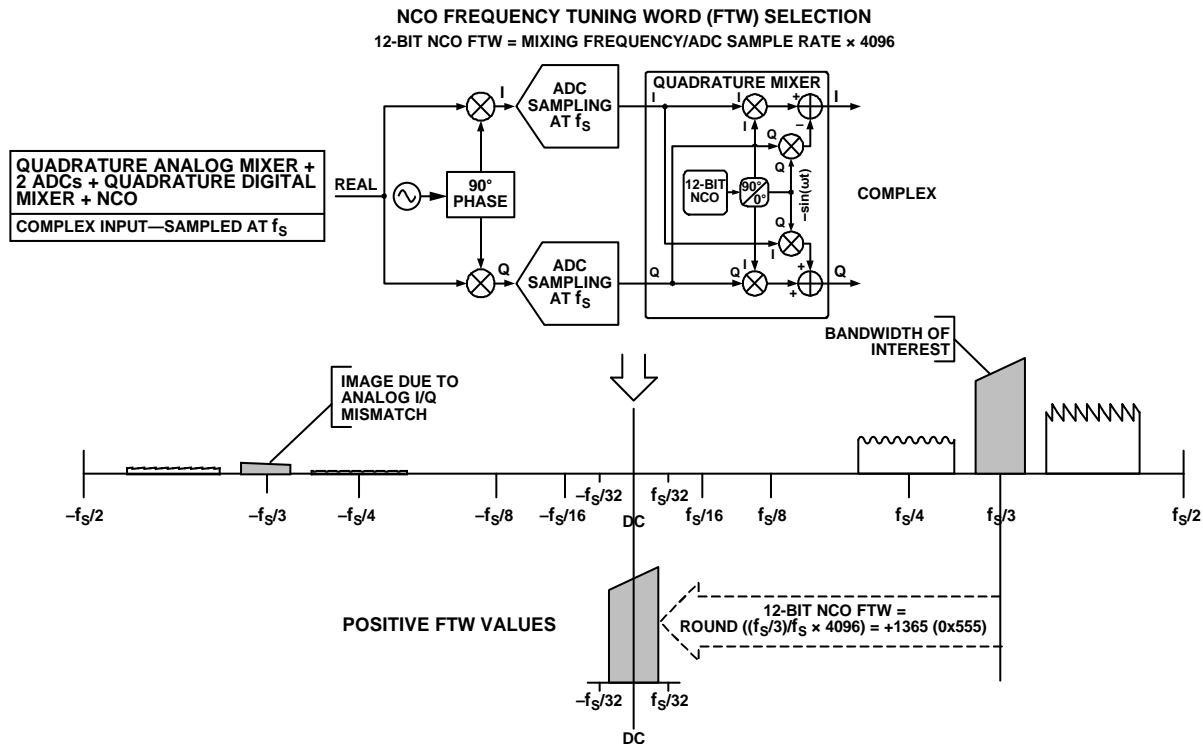 NCO FREQUENCY TUNING WORD (FTW) SELECTION
12-BIT NCO FTW = MIXING FREQUENCY/ADC SAMPLE RATE × 4096
QUADRATURE ANALOG MIXER +
2 ADCs + QUADRATURE DIGITAL
MIXER + NCO
COMPLEX INPUT—SAMPLED AT fS
REAL
90°
PHASE
I
Q
ADC
SAMPLING
AT fS
ADC
SAMPLING
AT fS
I
Q
QUADRATURE MIXER
I
I
+
–
I
Q
Q
12-BIT
NCO
90°
0°
–sin(ωt)
Q
I
I
Q
+
+
Q
COMPLEX
BANDWIDTH OF
INTEREST
IMAGE DUE TO
ANALOG I/Q
MISMATCH
–fS/2
–fS/3
–fS/4
–fS/8
–fS/16
–fS/32
DC
fS/32
fS/16
fS/8
fS/4
fS/3
fS/2
POSITIVE FTW VALUES
12-BIT NCO FTW =
ROUND ((fS/3)/fS × 4096) = +1365 (0x555)
–fS/32
fS/32
DC